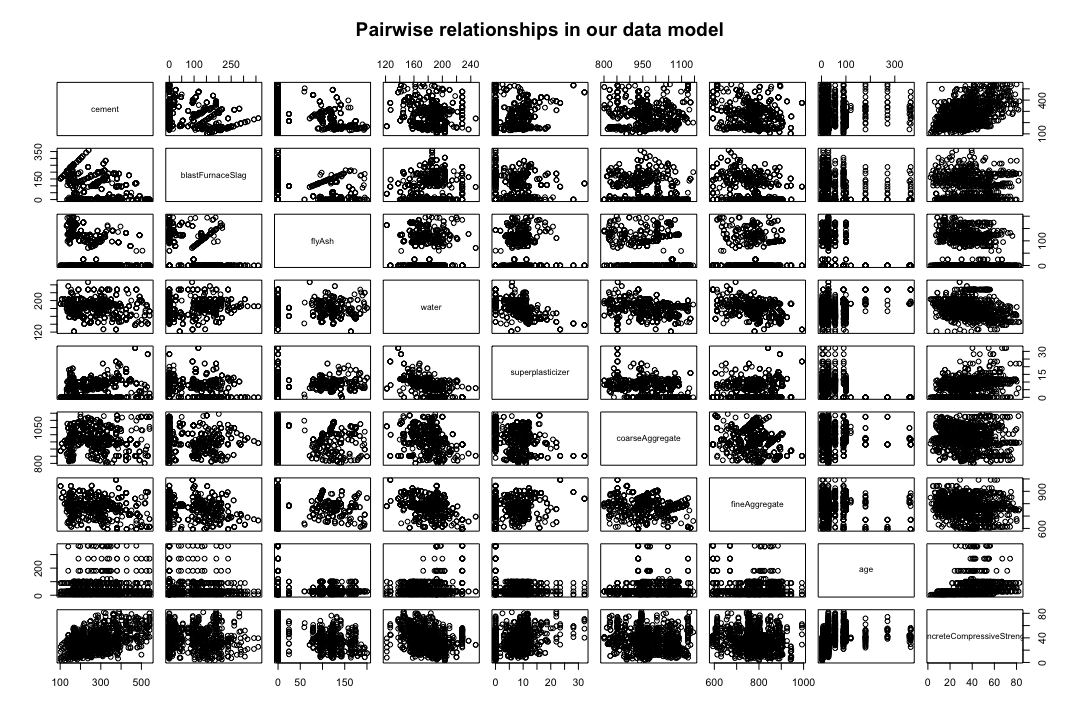 Pairwise relationships in our data model
0 100 250
120 160 200 240
800 950 1100
0 100 300
cement
100 400
0 150 350
blastFurnaceSlag
flyAsh
0 100
120 200
water
superplasticizer
0 15 30
800 1050
coarseAggregate
fineAggregate
600 900
0 200
age
ncreteCompressiveStreng
0 40 80
100 300 500
0 50 150
0 10 20 30
600 800 1000
0 20 40 60 80